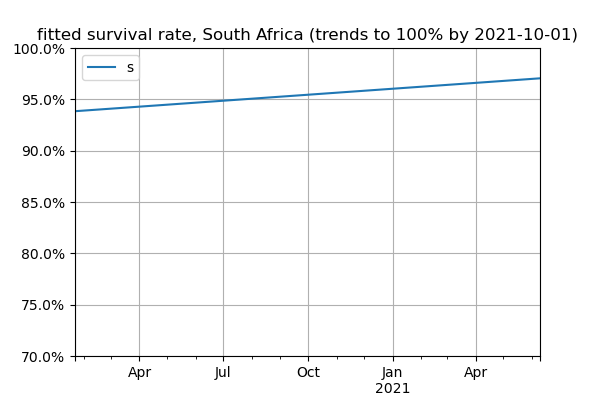 fitted survival rate, South Africa (trends to 100% by 2021-10-01)
100.0%
s
95.0%
90.0%
85.0%
80.0%
75.0%
70.0%
Apr Jul Oct Jan Apr
2021